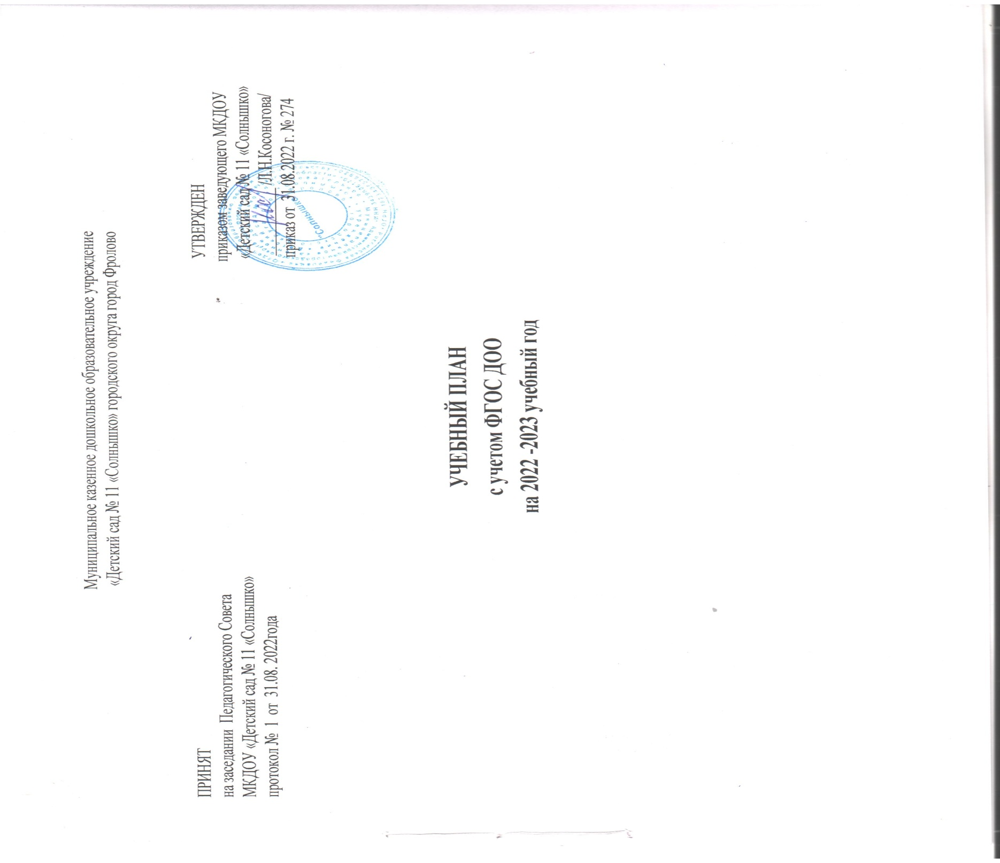 Муниципальное казенное дошкольное образовательное учреждение
«Детский сад № 11 «Солнышко» городского округа город Фролово
ПРИНЯТ
на заседании Педагогического Совета
МКДОУ «Детский сад № 11 «Солнышко»
протокол № 1 от 31.08. 2022года
УТВЕРЖДЕН
приказом заведующего МКДОУ
«Детский сад № 11 «Солнышко»
/Л.Н.Косоногова/
приказ от 31.08.2022 г. № 274
"Солнышко"
УЧЕБНЫЙ ПЛАН
с учетом ФГОС ДОО
на 2022 -2023 учебный год